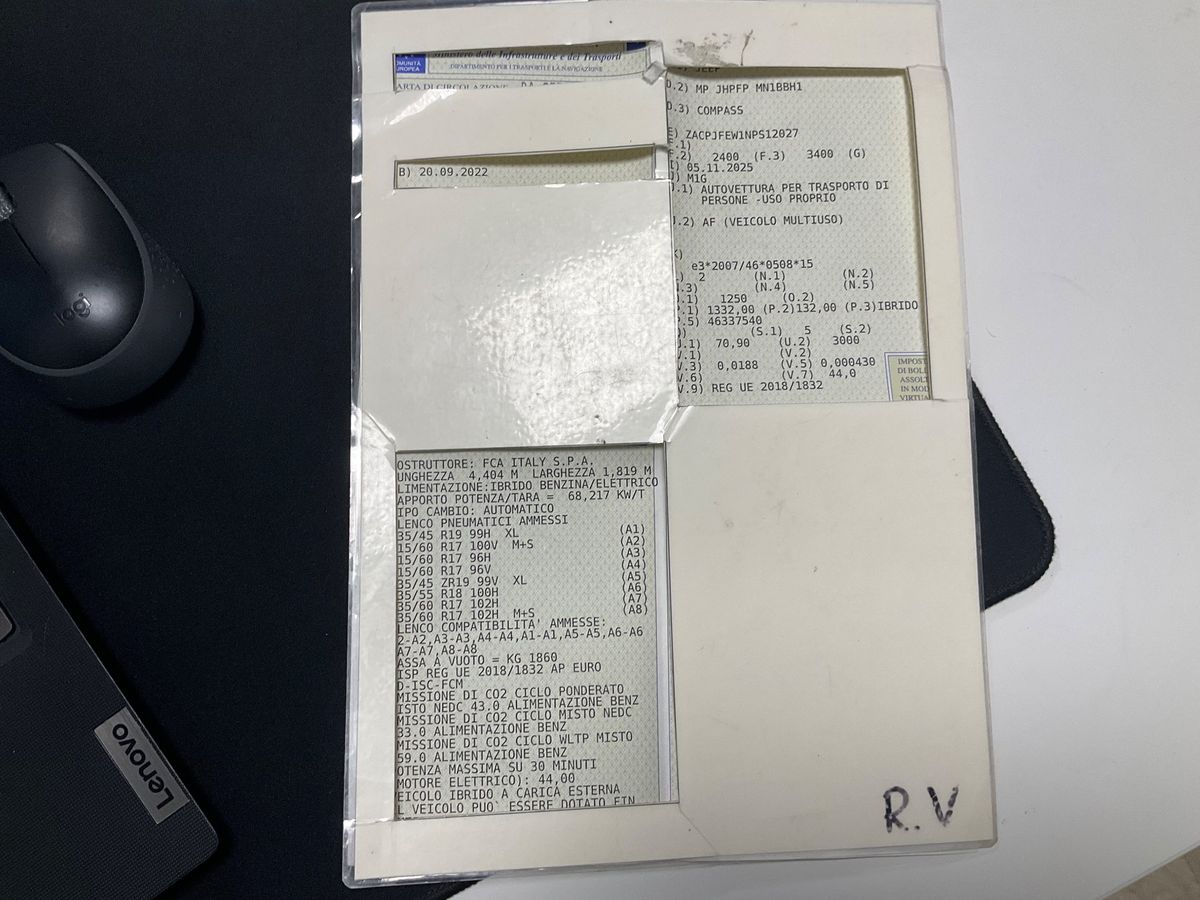 COMUNITÀ
EUROPEA
Ministero delle Infrastrutture e dei Trasporti
DIPARTIMENTO PER I TRASPORTI E LA NAVIGAZIONE
ARTA DI CIRCOLAZIONE
B) 20.09.2022
JEEP
D.2) MP JHPFP MN1BBH1
D.3) COMPASS
E) ZACPJFEW1NPS12027
F.1)
F.2) 2400 (F.3) 3400 (G)
I) 05.11.2025
J) M1G
J.1) AUTOVETTURA PER TRASPORTO DI
PERSONE -USO PROPRIO
J.2) AF (VEICOLO MULTIUSO)
K)
e3*2007/46*0508*15
) 2 (N.1) (N.2)
.3) (N.4) (N.5)
.1) 1250 (O.2)
P.1) 1332,00 (P.2)132,00 (P.3)IBRIDO
P.5) 46337540
) (S.1) 5 (S.2)
U.1) 70,90 (U.2) 3000
V.1) (V.2)
V.3) 0,0188 (V.5) 0,000430
V.6) (V.7) 44,0
V.9) REG UE 2018/1832
IMPOST
DI BOLL
ASSOLT
IN MOD
VIRTUA
OSTRUTTORE: FCA ITALY S.P.A.
UNGHEZZA 4,404 M LARGHEZZA 1,819 M
LIMENTAZIONE:IBRIDO BENZINA/ELETTRICO
APPORTO POTENZA/TARA = 68,217 KW/T
IPO CAMBIO: AUTOMATICO
LENCO PNEUMATICI AMMESSI
35/45 R19 99H XL (A1)
15/60 R17 100V M+S (A2)
15/60 R17 96H (A3)
15/60 R17 96V (A4)
35/45 ZR19 99V XL (A5)
35/55 R18 100H (A6)
35/60 R17 102H (A7)
35/60 R17 102H M+S (A8)
LENCO COMPATIBILITA' AMMESSE:
2-A2,A3-A3,A4-A4,A1-A1,A5-A5,A6-A6
A7-A7,A8-A8
ASSA A VUOTO = KG 1860
ISP REG UE 2018/1832 AP EURO
D-ISC-FCM
MISSIONE DI CO2 CICLO PONDERATO
ISTO NEDC 43.0 ALIMENTAZIONE BENZ
MISSIONE DI CO2 CICLO MISTO NEDC
33.0 ALIMENTAZIONE BENZ
MISSIONE DI CO2 CICLO WLTP MISTO
59.0 ALIMENTAZIONE BENZ
OTENZA MASSIMA SU 30 MINUTI
MOTORE ELETTRICO): 44,00
EICOLO IBRIDO A CARICA ESTERNA
L VEICOLO PUO` ESSERE DOTATO FIN
R.V
logi
Lenovo